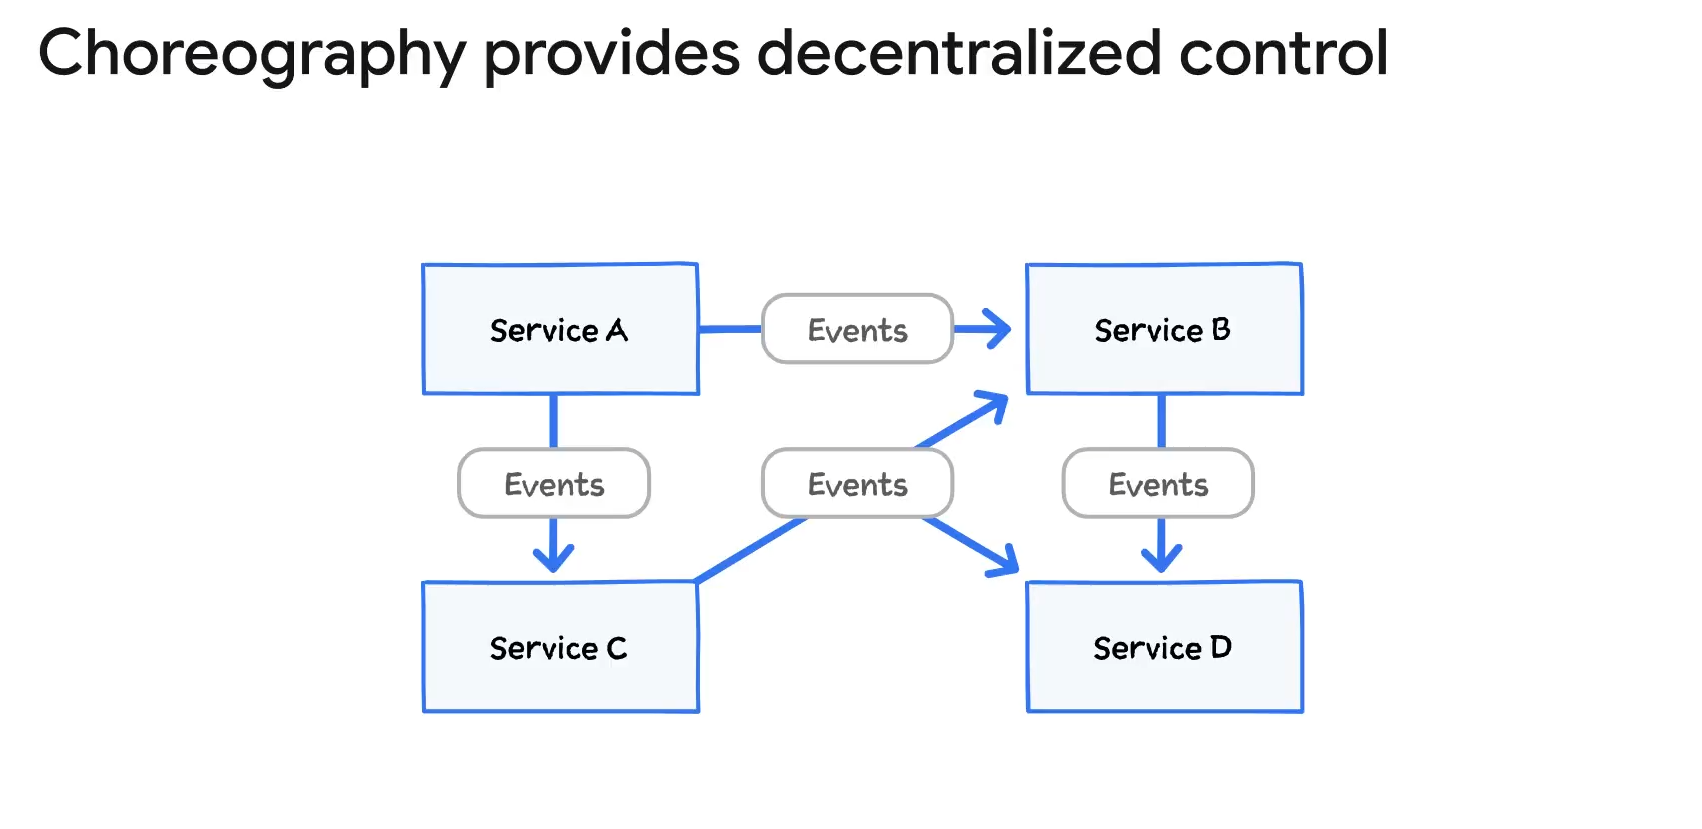 Choreography provides decentralized control
Service A
Events
Service B
Events
Events
Events
Service C
Service D